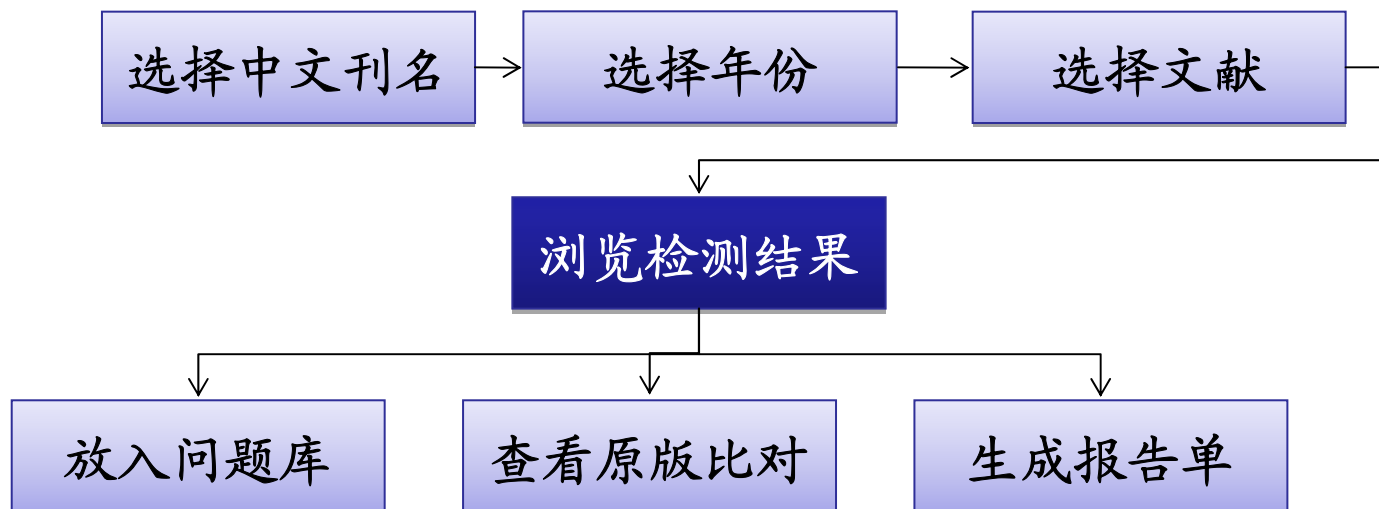 选择中文刊名
选择年份
选择文献
浏览检测结果
放入问题库
查看原版比对
生成报告单